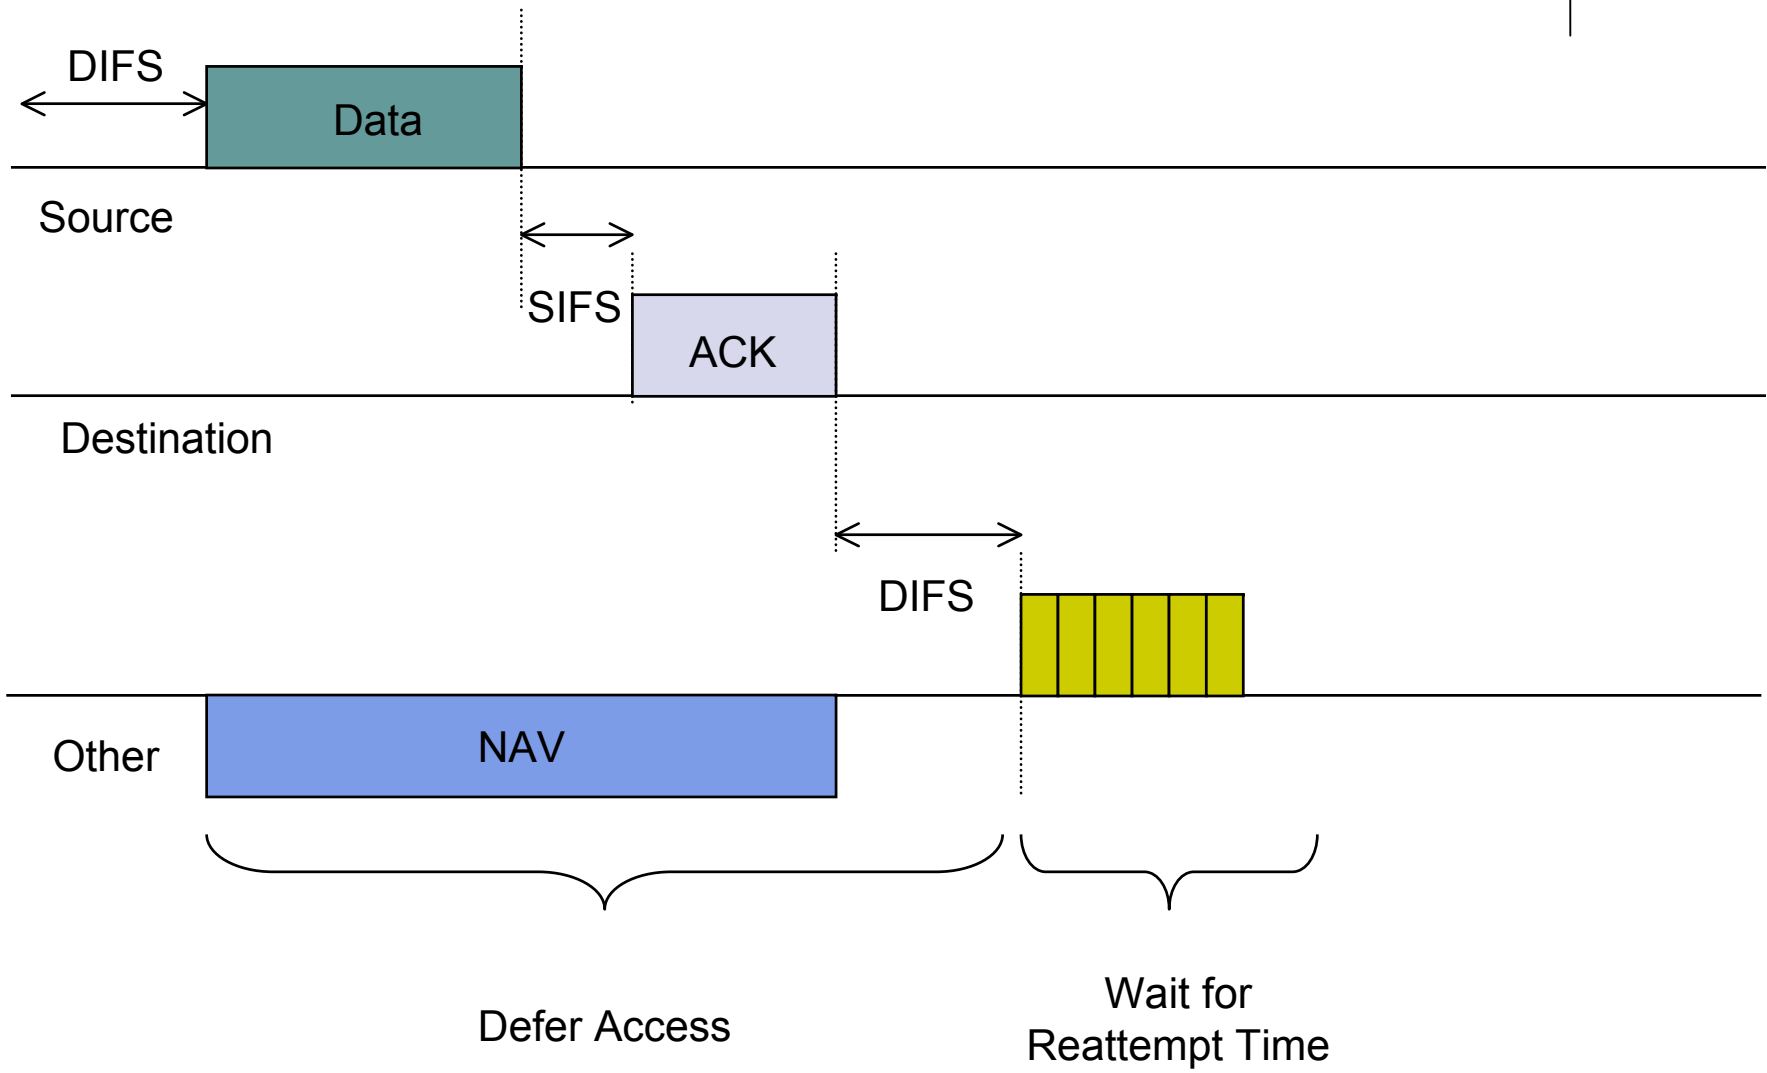 DIFS
Data
Source
SIFS
ACK
Destination
DIFS
NAV
Other
Defer Access
Wait for
Reattempt Time